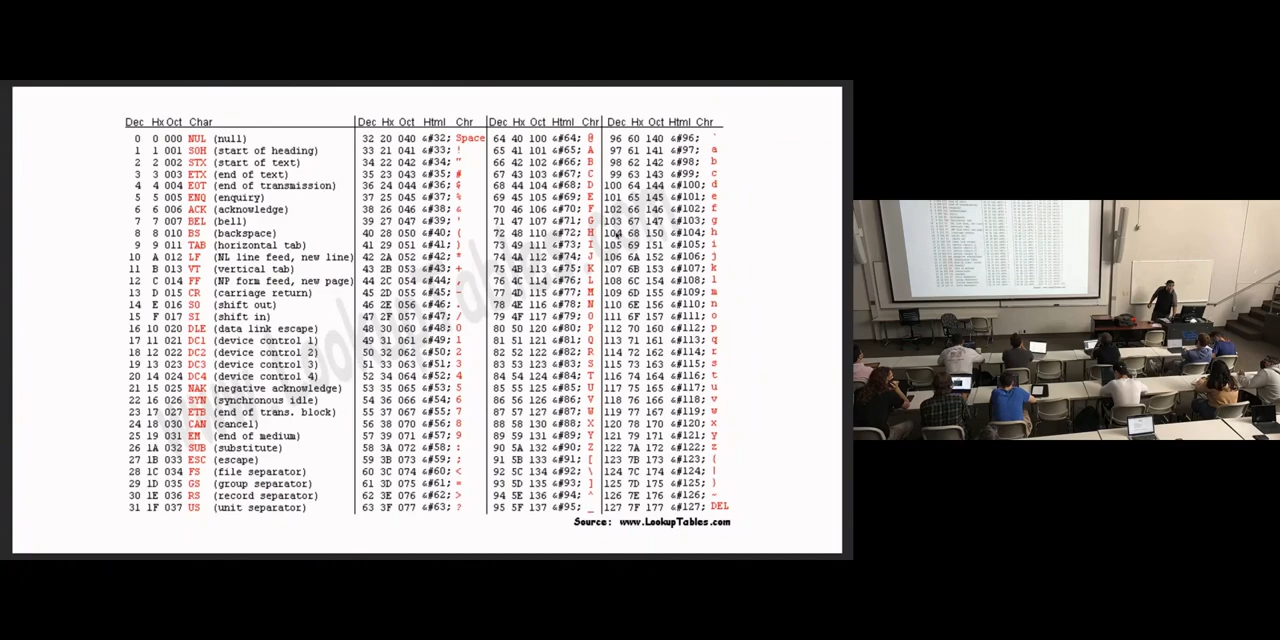 Dec Hx Oct Char Dec Hx Oct Html Chr Dec Hx Oct Html Chr Dec Hx Oct Html Chr
0 0 000 NUL (null) 32 20 040 &#32; Space 64 40 100 &#64; @ 96 60 140 &#96; `
1 1 001 SOH (start of heading) 33 21 041 &#33; ! 65 41 101 &#65; A 97 61 141 &#97; a
2 2 002 STX (start of text) 34 22 042 &#34; " 66 42 102 &#66; B 98 62 142 &#98; b
3 3 003 ETX (end of text) 35 23 043 &#35; # 67 43 103 &#67; C 99 63 143 &#99; c
4 4 004 EOT (end of transmission) 36 24 044 &#36; $ 68 44 104 &#68; D 100 64 144 &#100; d
5 5 005 ENQ (enquiry) 37 25 045 &#37; % 69 45 105 &#69; E 101 65 145 &#101; e
6 6 006 ACK (acknowledge) 38 26 046 &#38; & 70 46 106 &#70; F 102 66 146 &#102; f
7 7 007 BEL (bell) 39 27 047 &#39; ' 71 47 107 &#71; G 103 67 147 &#103; g
8 8 010 BS (backspace) 40 28 050 &#40; ( 72 48 110 &#72; H 104 68 150 &#104; h
9 9 011 TAB (horizontal tab) 41 29 051 &#41; ) 73 49 111 &#73; I 105 69 151 &#105; i
10 A 012 LF (NL line feed, new line) 42 2A 052 &#42; * 74 4A 112 &#74; J 106 6A 152 &#106; j
11 B 013 VT (vertical tab) 43 2B 053 &#43; + 75 4B 113 &#75; K 107 6B 153 &#107; k
12 C 014 FF (NP form feed, new page) 44 2C 054 &#44; , 76 4C 114 &#76; L 108 6C 154 &#108; l
13 D 015 CR (carriage return) 45 2D 055 &#45; - 77 4D 115 &#77; M 109 6D 155 &#109; m
14 E 016 SO (shift out) 46 2E 056 &#46; . 78 4E 116 &#78; N 110 6E 156 &#110; n
15 F 017 SI (shift in) 47 2F 057 &#47; / 79 4F 117 &#79; O 111 6F 157 &#111; o
16 10 020 DLE (data link escape) 48 30 060 &#48; 0 80 50 120 &#80; P 112 70 160 &#112; p
17 11 021 DC1 (device control 1) 49 31 061 &#49; 1 81 51 121 &#81; Q 113 71 161 &#113; q
18 12 022 DC2 (device control 2) 50 32 062 &#50; 2 82 52 122 &#82; R 114 72 162 &#114; r
19 13 023 DC3 (device control 3) 51 33 063 &#51; 3 83 53 123 &#83; S 115 73 163 &#115; s
20 14 024 DC4 (device control 4) 52 34 064 &#52; 4 84 54 124 &#84; T 116 74 164 &#116; t
21 15 025 NAK (negative acknowledge) 53 35 065 &#53; 5 85 55 125 &#85; U 117 75 165 &#117; u
22 16 026 SYN (synchronous idle) 54 36 066 &#54; 6 86 56 126 &#86; V 118 76 166 &#118; v
23 17 027 ETB (end of trans. block) 55 37 067 &#55; 7 87 57 127 &#87; W 119 77 167 &#119; w
24 18 030 CAN (cancel) 56 38 070 &#56; 8 88 58 130 &#88; X 120 78 170 &#120; x
25 19 031 EM (end of medium) 57 39 071 &#57; 9 89 59 131 &#89; Y 121 79 171 &#121; y
26 1A 032 SUB (substitute) 58 3A 072 &#58; : 90 5A 132 &#90; Z 122 7A 172 &#122; z
27 1B 033 ESC (escape) 59 3B 073 &#59; ; 91 5B 133 &#91; [ 123 7B 173 &#123; {
28 1C 034 FS (file separator) 60 3C 074 &#60; < 92 5C 134 &#92; \ 124 7C 174 &#124; |
29 1D 035 GS (group separator) 61 3D 075 &#61; = 93 5D 135 &#93; ] 125 7D 175 &#125; }
30 1E 036 RS (record separator) 62 3E 076 &#62; > 94 5E 136 &#94; ^ 126 7E 176 &#126; ~
31 1F 037 US (unit separator) 63 3F 077 &#63; ? 95 5F 137 &#95; _ 127 7F 177 &#127; DEL
Source: www.LookupTables.com